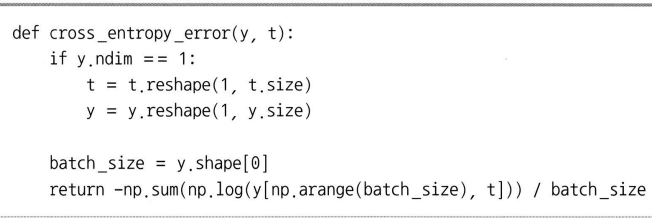 def cross_entropy_error(y, t):
    if y.ndim == 1:
        t = t.reshape(1, t.size)
        y = y.reshape(1, y.size)

    batch_size = y.shape[0]
    return -np.sum(np.log(y[np.arange(batch_size), t])) / batch_size